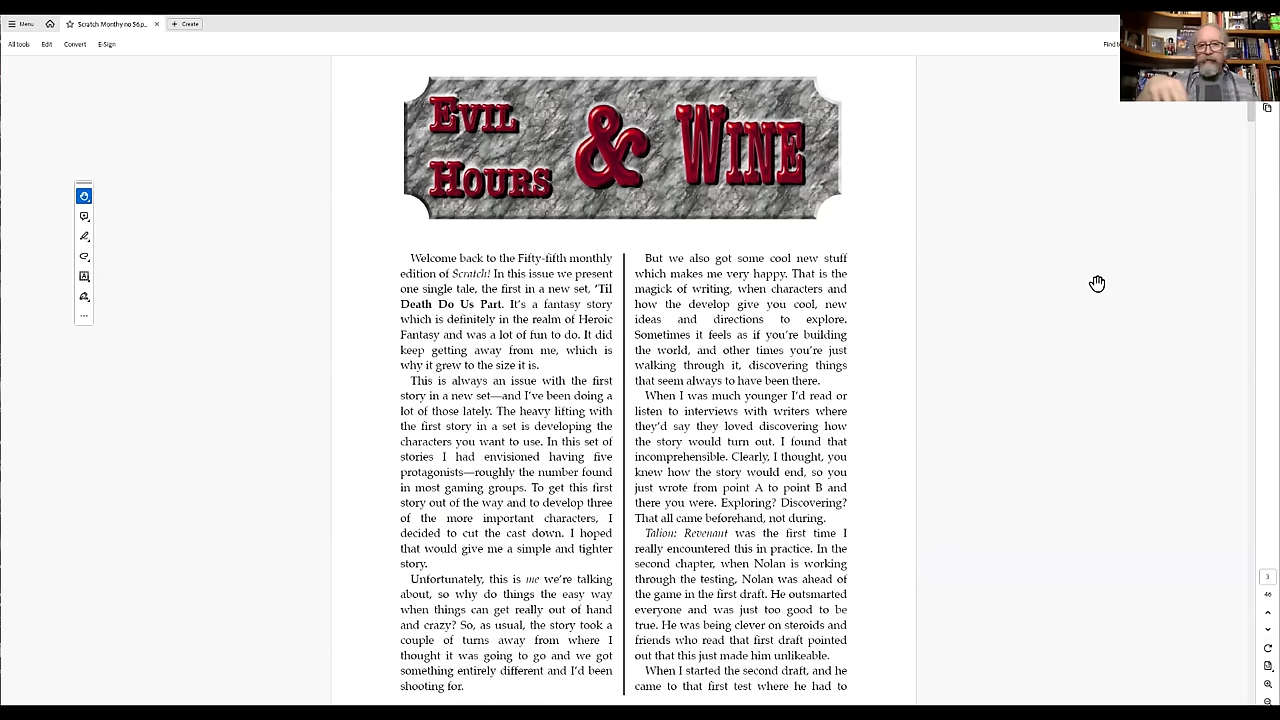 Menu
Scratch Monthy no 56.p...
Create
All tools
Edit
Convert
E-Sign
Find te
EVIL
HOURS
&
WINE
Welcome back to the Fifty-fifth monthly
edition of Scratch! In this issue we present
one single tale, the first in a new set, 'Til
Death Do Us Part. It's a fantasy story
which is definitely in the realm of Heroic
Fantasy and was a lot of fun to do. It did
keep getting away from me, which is
why it grew to the size it is.
This is always an issue with the first
story in a new set—and I've been doing a
lot of those lately. The heavy lifting with
the first story in a set is developing the
characters you want to use. In this set of
stories I had envisioned having five
protagonists—roughly the number found
in most gaming groups. To get this first
story out of the way and to develop three
of the more important characters, I
decided to cut the cast down. I hoped
that would give me a simple and tighter
story.
Unfortunately, this is me we're talking
about, so why do things the easy way
when things can get really out of hand
and crazy? So, as usual, the story took a
couple of turns away from where I
thought it was going to go and we got
something entirely different and I'd been
shooting for.
But we also got some cool new stuff
which makes me very happy. That is the
magick of writing, when characters and
how the develop give you cool, new
ideas and directions to explore.
Sometimes it feels as if you're building
the world, and other times you're just
walking through it, discovering things
that seem always to have been there.
When I was much younger I'd read or
listen to interviews with writers where
they'd say they loved discovering how
the story would turn out. I found that
incomprehensible. Clearly, I thought, you
knew how the story would end, so you
just wrote from point A to point B and
there you were. Exploring? Discovering?
That all came beforehand, not during.
Talion: Revenant was the first time I
really encountered this in practice. In the
second chapter, when Nolan is working
through the testing, Nolan was ahead of
the game in the first draft. He outsmarted
everyone and was just too good to be
true. He was being clever on steroids and
friends who read that first draft pointed
out that this just made him unlikeable.
When I started the second draft, and he
came to that first test where he had to
3
46